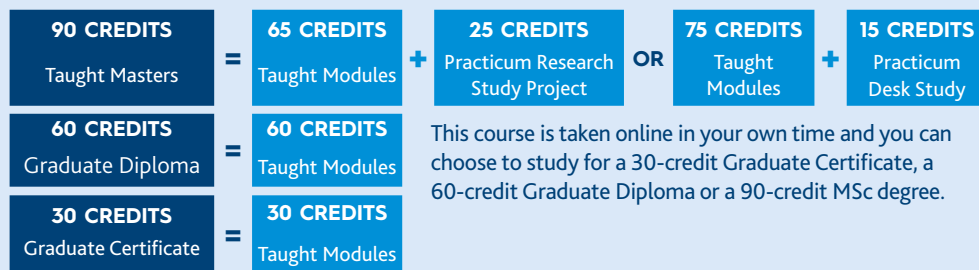 90 CREDITS
Taught Masters
=
65 CREDITS
Taught Modules
+
25 CREDITS
Practicum Research
Study Project
OR
75 CREDITS
Taught
Modules
+
15 CREDITS
Practicum
Desk Study
60 CREDITS
Graduate Diploma
=
60 CREDITS
Taught Modules
This course is taken online in your own time and you can
choose to study for a 30-credit Graduate Certificate, a
60-credit Graduate Diploma or a 90-credit MSc degree.
30 CREDITS
Graduate Certificate
=
30 CREDITS
Taught Modules